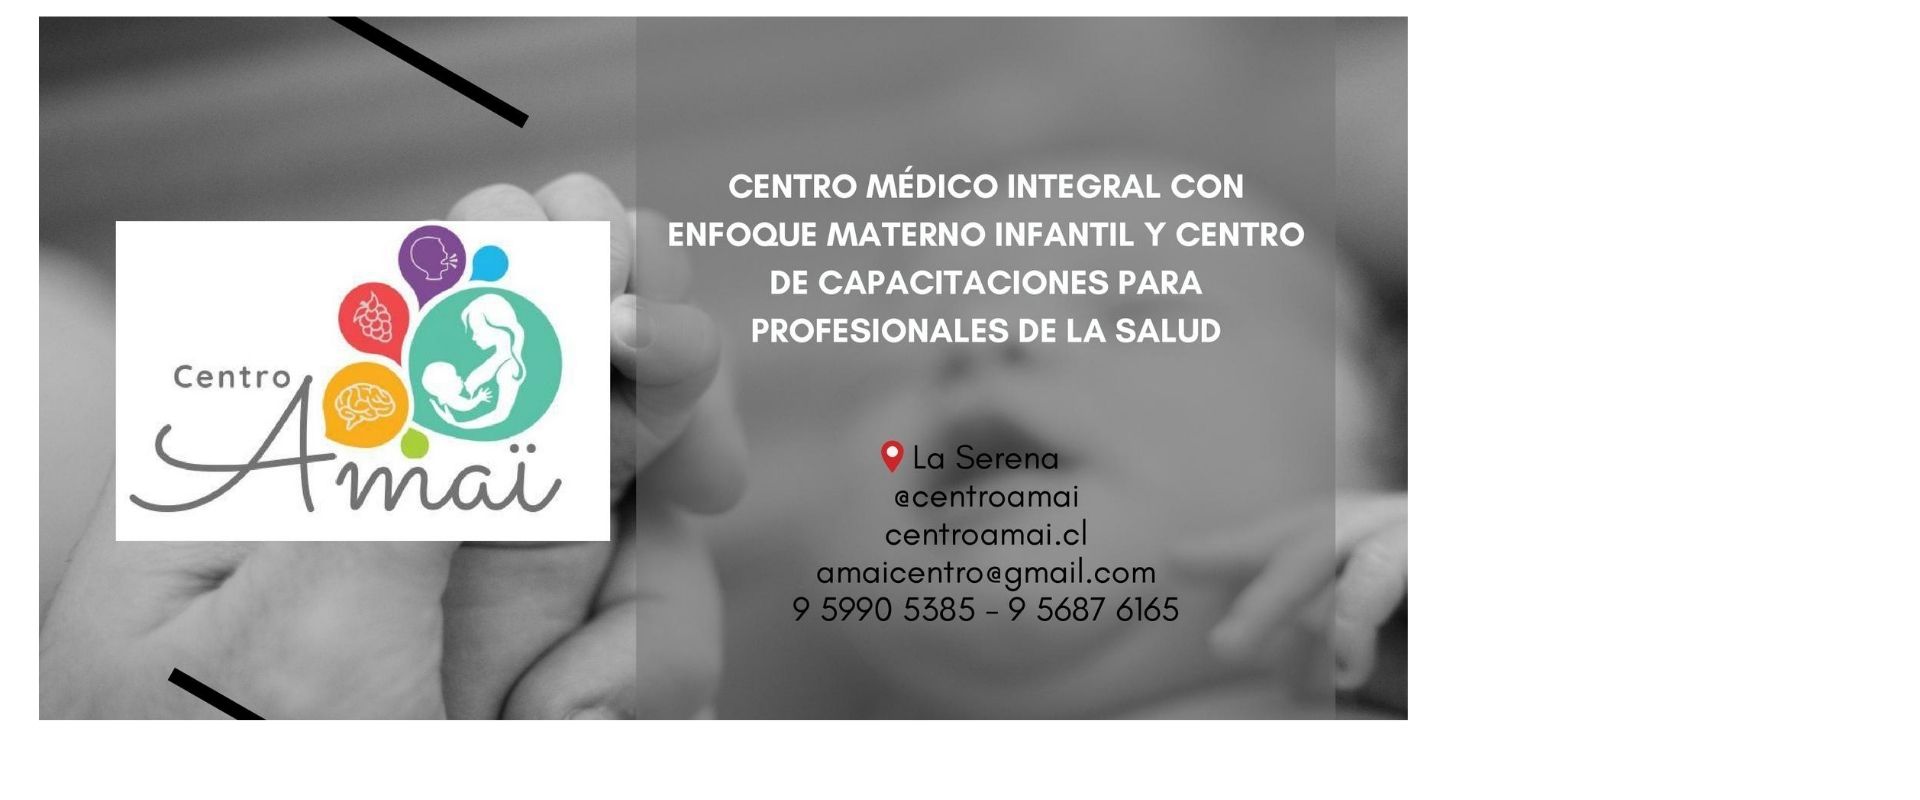 Centro
Amaï
CENTRO MÉDICO INTEGRAL CON
ENFOQUE MATERNO INFANTIL Y CENTRO
DE CAPACITACIONES PARA
PROFESIONALES DE LA SALUD
La Serena
@centroamai
centroamai.cl
amaicentro@gmail.com
9 5990 5385 - 9 5687 6165